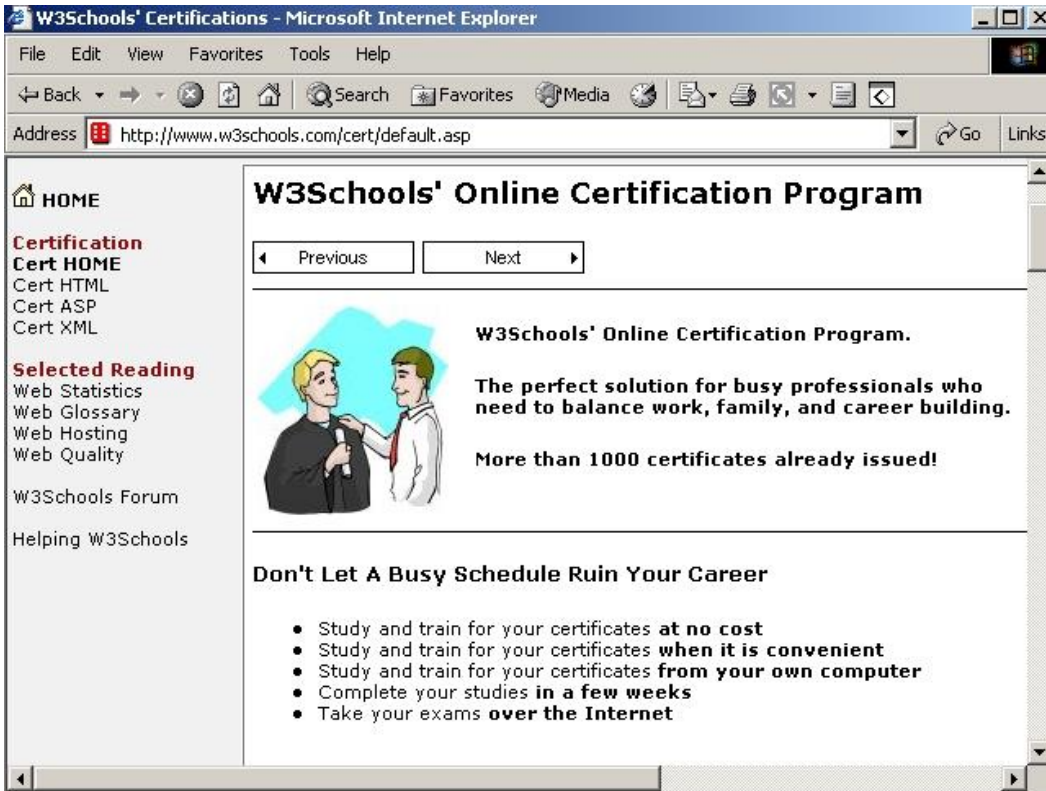 W3Schools' Certifications - Microsoft Internet Explorer
File Edit View Favorites Tools Help
Back Search Favorites Media
Address http://www.w3schools.com/cert/default.asp Go Links
HOME
Certification
Cert HOME
Cert HTML
Cert ASP
Cert XML
Selected Reading
Web Statistics
Web Glossary
Web Hosting
Web Quality
W3Schools Forum
Helping W3Schools
W3Schools' Online Certification Program
Previous Next
W3Schools' Online Certification Program.
The perfect solution for busy professionals who
need to balance work, family, and career building.
More than 1000 certificates already issued!
Don't Let A Busy Schedule Ruin Your Career
• Study and train for your certificates at no cost
• Study and train for your certificates when it is convenient
• Study and train for your certificates from your own computer
• Complete your studies in a few weeks
• Take your exams over the Internet